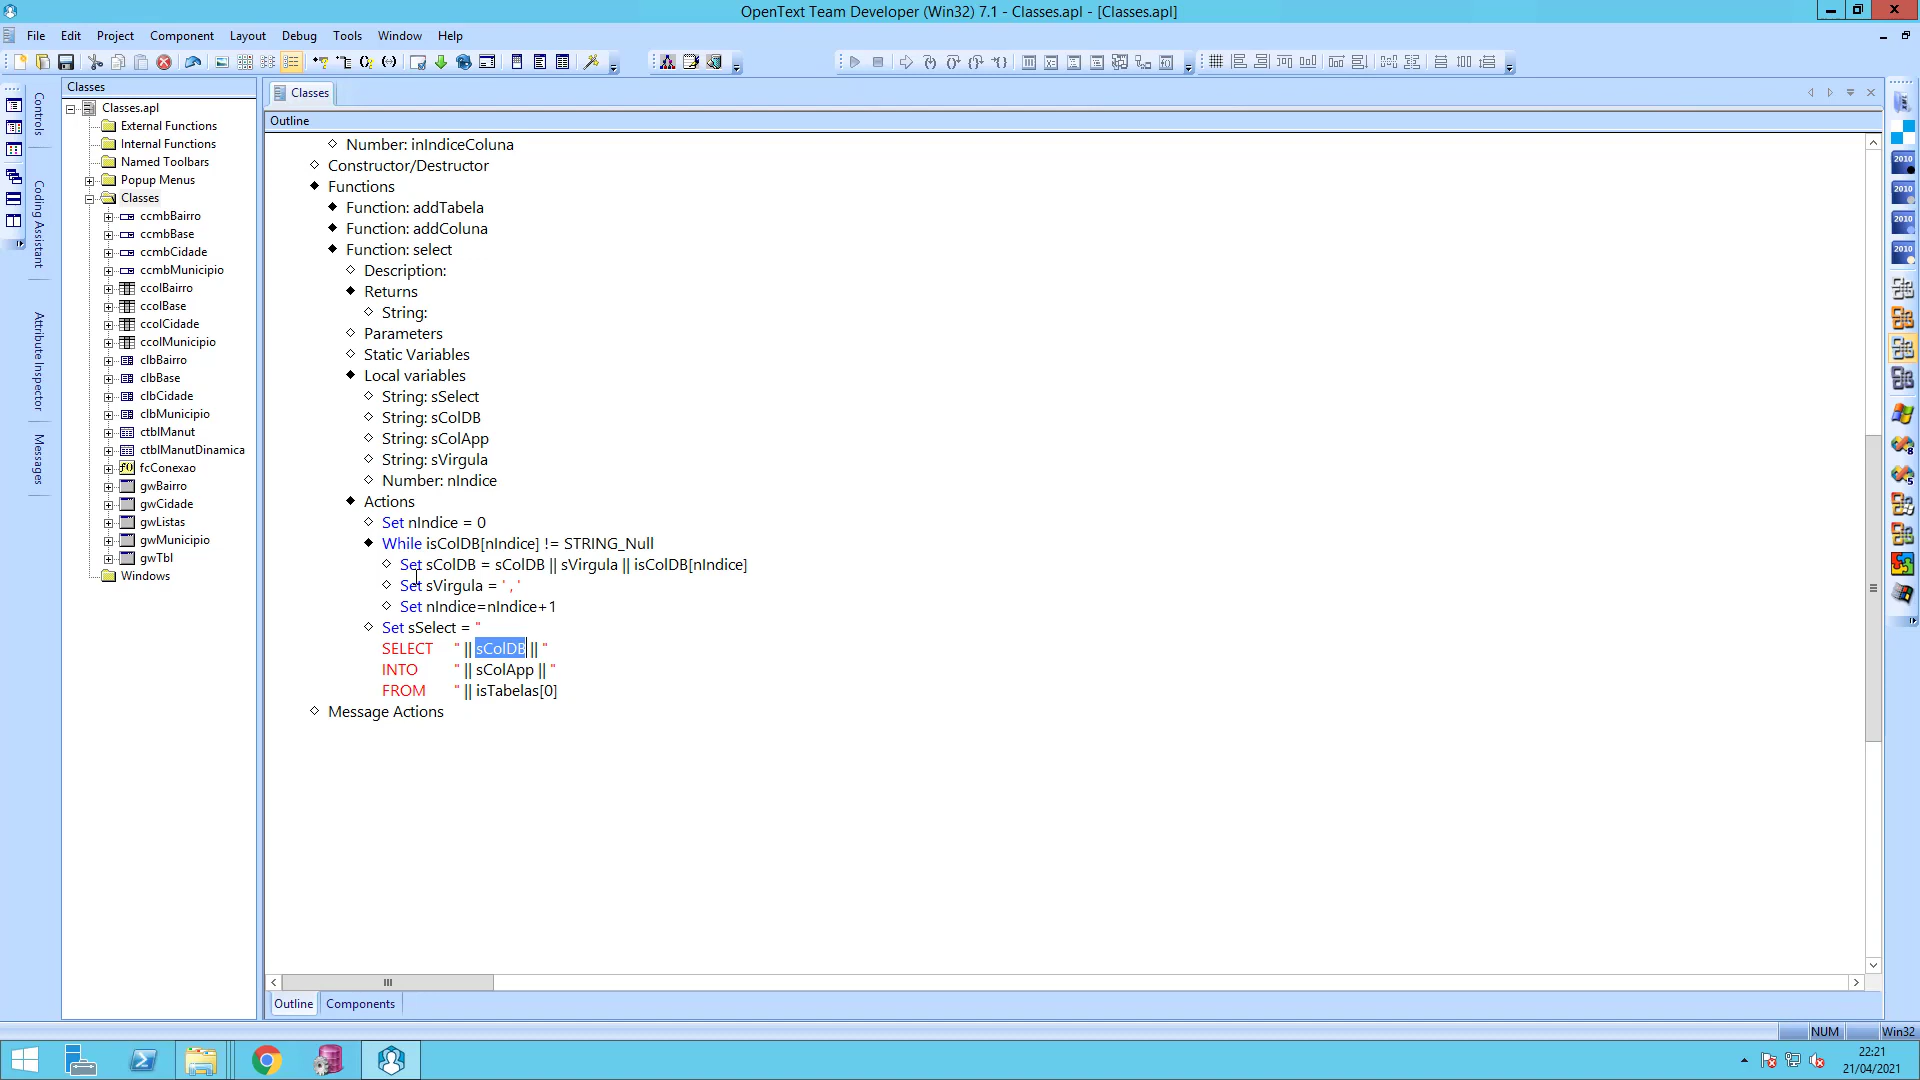 OpenText Team Developer (Win32) 7.1 - Classes.apl - [Classes.apl]
File Edit Project Component Layout Debug Tools Window Help
Classes
Classes.apl
External Functions
Internal Functions
Named Toolbars
Popup Menus
Classes
ccmbBairro
ccmbBase
ccmbCidade
ccmbMunicipio
ccolBairro
ccolBase
ccolCidade
ccolMunicipio
clbBairro
clbBase
clbCidade
clbMunicipio
ctblManut
ctblManutDinamica
fcConexao
gwBairro
gwCidade
gwListas
gwMunicipio
gwTbl
Windows
Controls
Coding Assistant
Attribute Inspector
Messages
Classes
Outline
Number: inIndiceColuna
Constructor/Destructor
Functions
Function: addTabela
Function: addColuna
Function: select
Description:
Returns
String:
Parameters
Static Variables
Local variables
String: sSelect
String: sColDB
String: sColApp
String: sVirgula
Number: nIndice
Actions
Set nIndice = 0
While isColDB[nIndice] != STRING_Null
Set sColDB = sColDB || sVirgula || isColDB[nIndice]
Set sVirgula = ' , '
Set nIndice=nIndice+1
Set sSelect = "
SELECT " || sColDB || "
INTO " || sColApp || "
FROM " || isTabelas[0]
Message Actions
Outline Components
2010
2010
2010
2010
NUM Win32
22:21
21/04/2021